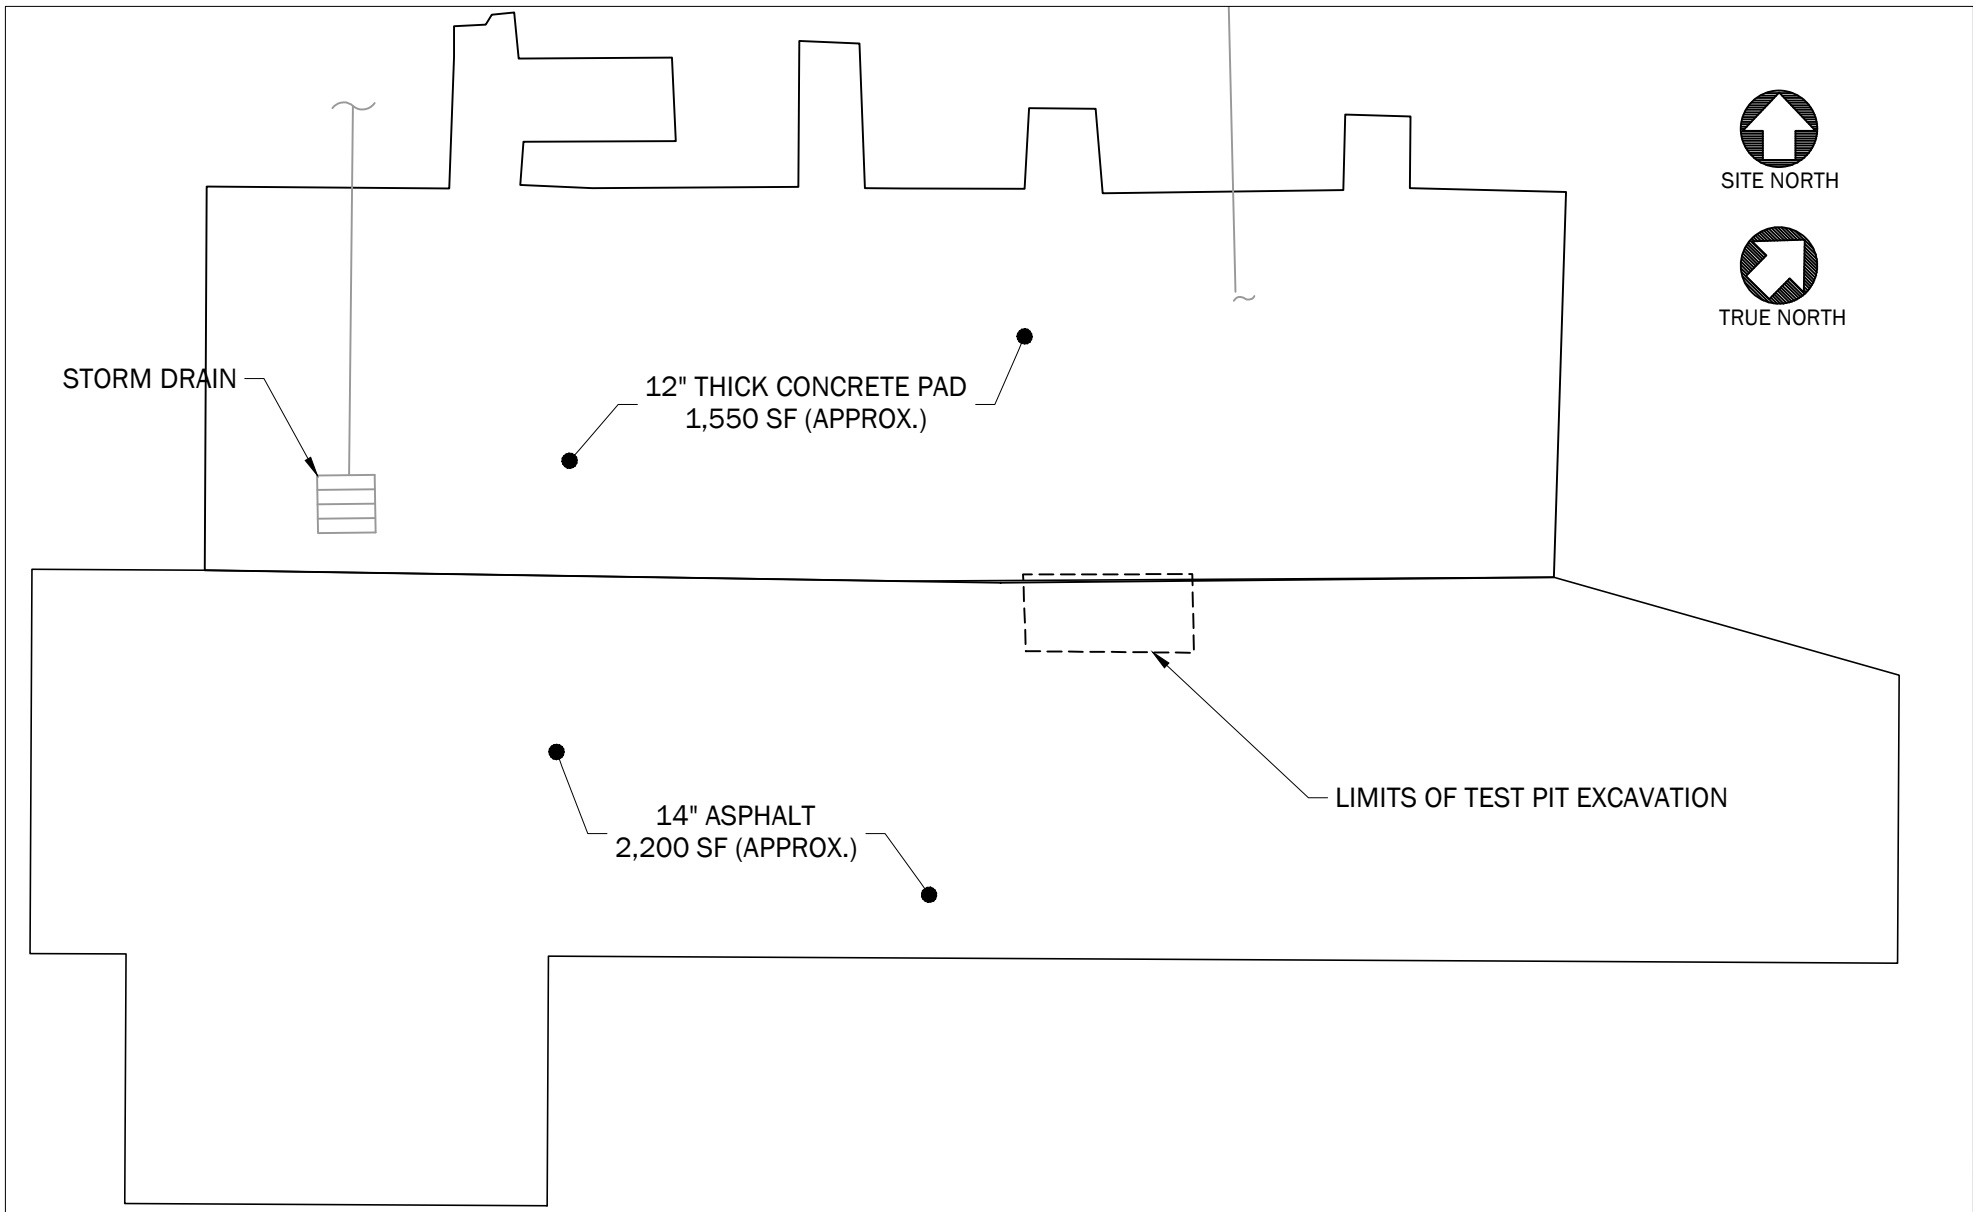 SITE NORTH
TRUE NORTH
STORM DRAIN
12" THICK CONCRETE PAD
1,550 SF (APPROX.)
LIMITS OF TEST PIT EXCAVATION
14" ASPHALT
2,200 SF (APPROX.)